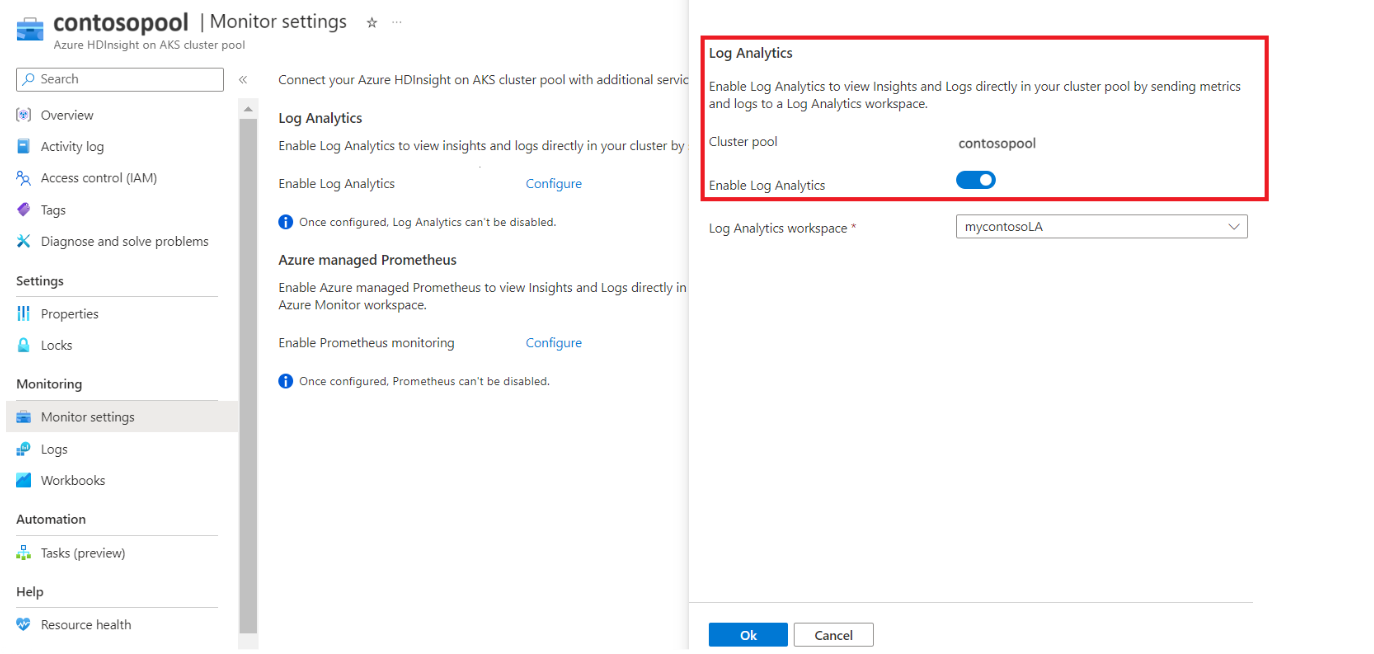 contosopool | Monitor settings
Azure HDInsight on AKS cluster pool
Search
Overview
Activity log
Access control (IAM)
Tags
Diagnose and solve problems
Settings
Properties
Locks
Monitoring
Monitor settings
Logs
Workbooks
Automation
Tasks (preview)
Help
Resource health
Connect your Azure HDInsight on AKS cluster pool with additional servic
Log Analytics
Enable Log Analytics to view insights and logs directly in your cluster by
Enable Log Analytics Configure
Once configured, Log Analytics can't be disabled.
Azure managed Prometheus
Enable Azure managed Prometheus to view Insights and Logs directly in
Azure Monitor workspace.
Enable Prometheus monitoring Configure
Once configured, Prometheus can't be disabled.
Log Analytics
Enable Log Analytics to view Insights and Logs directly in your cluster pool by sending metrics
and logs to a Log Analytics workspace.
Cluster pool contosopool
Enable Log Analytics
Log Analytics workspace * mycontosoLA
Ok Cancel